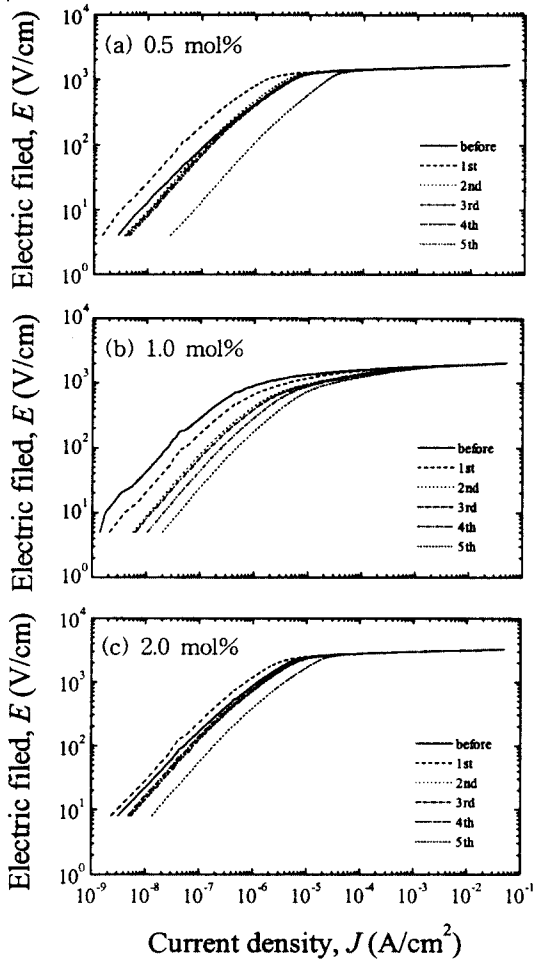 (a) 0.5 mol%
Electric filed, E (V/cm)
10⁴
10³
10²
10¹
10⁰
before
1st
2nd
3rd
4th
5th
(b) 1.0 mol%
Electric filed, E (V/cm)
10⁴
10³
10²
10¹
10⁰
before
1st
2nd
3rd
4th
5th
(c) 2.0 mol%
Electric filed, E (V/cm)
10⁴
10³
10²
10¹
10⁰
before
1st
2nd
3rd
4th
5th
10⁻⁹ 10⁻⁸ 10⁻⁷ 10⁻⁶ 10⁻⁵ 10⁻⁴ 10⁻³ 10⁻² 10⁻¹
Current density, J (A/cm²)